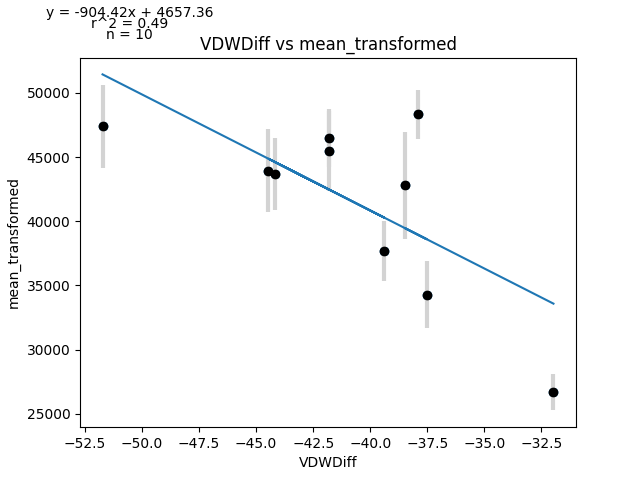 y = -904.42x + 4657.36
r^2 = 0.49
n = 10
VDWDiff vs mean_transformed
mean_transformed
50000
45000
40000
35000
30000
25000
−52.5 −50.0 −47.5 −45.0 −42.5 −40.0 −37.5 −35.0 −32.5
VDWDiff